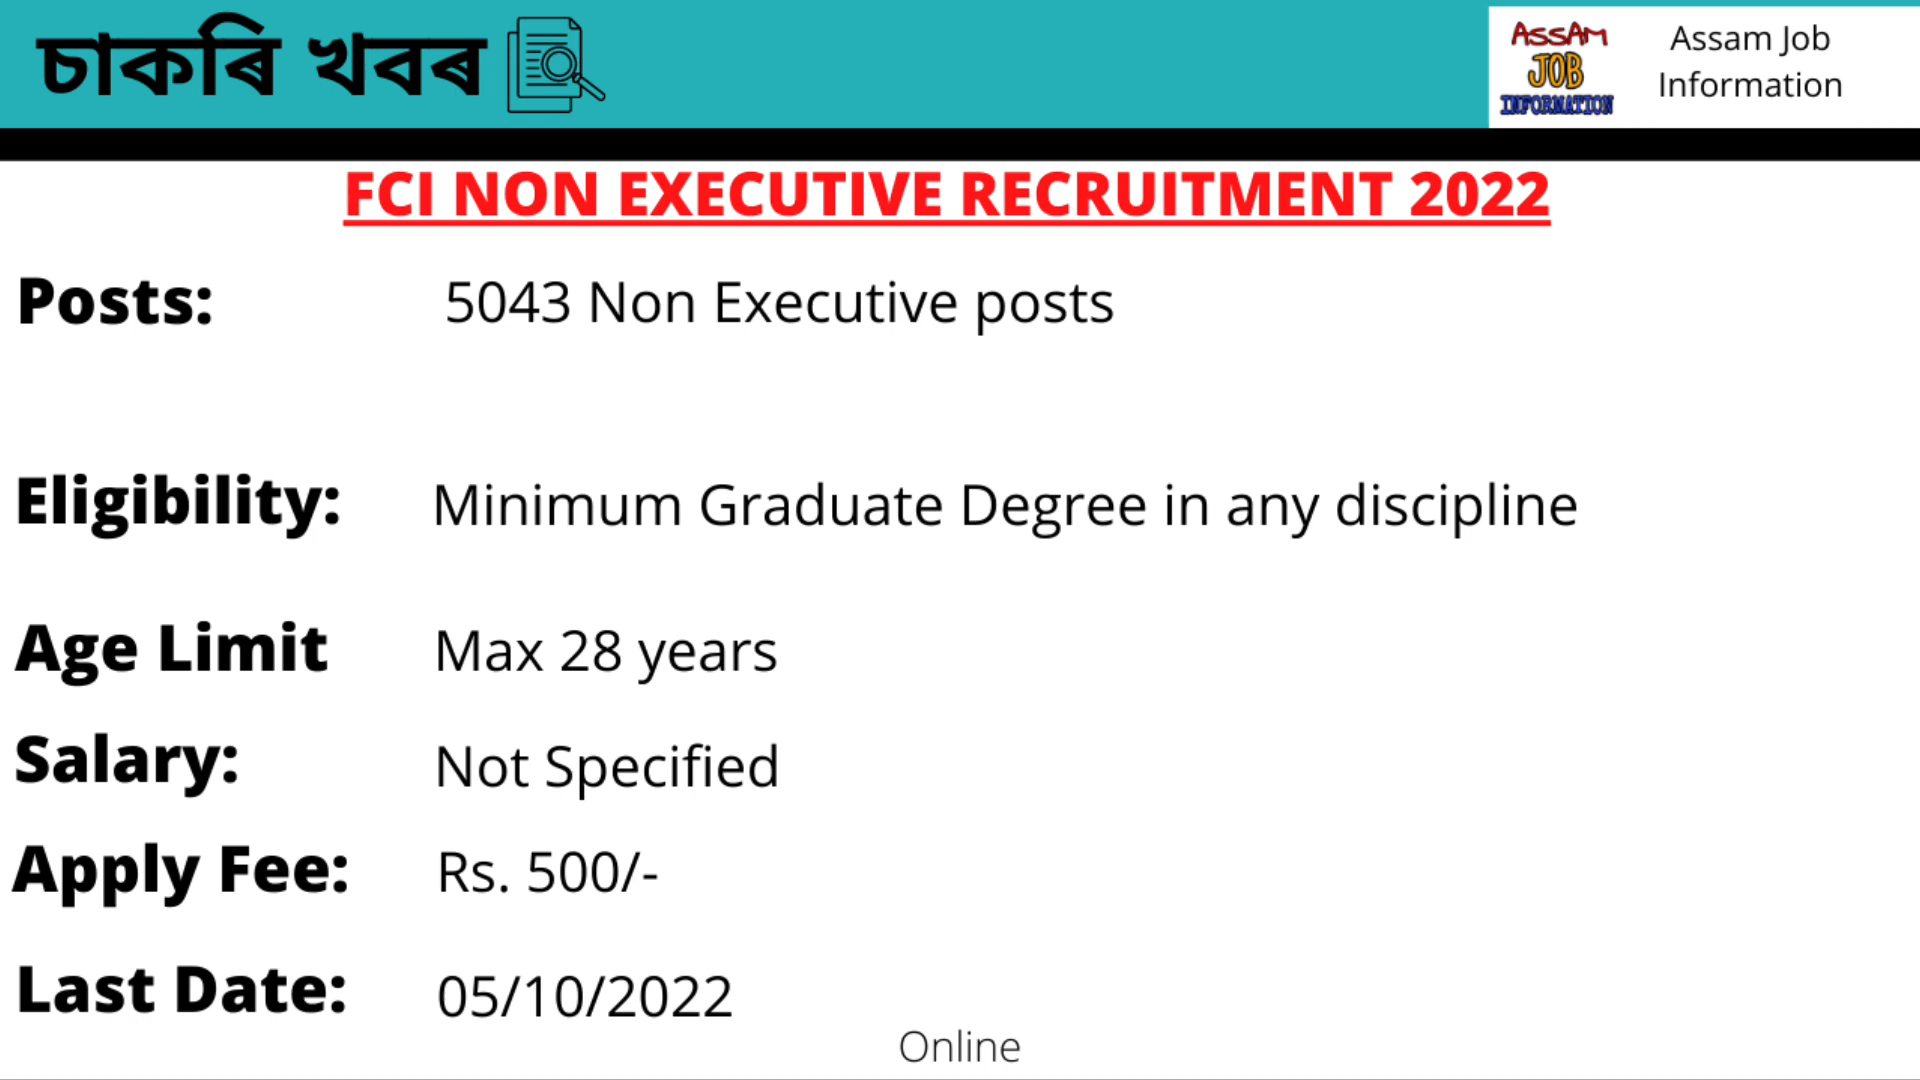 চাকৰি খবৰ
ASSAM
JOB
INFORMATION
Assam Job
Information
FCI NON EXECUTIVE RECRUITMENT 2022
Posts: 5043 Non Executive posts
Eligibility: Minimum Graduate Degree in any discipline
Age Limit Max 28 years
Salary: Not Specified
Apply Fee: Rs. 500/-
Last Date: 05/10/2022
Online